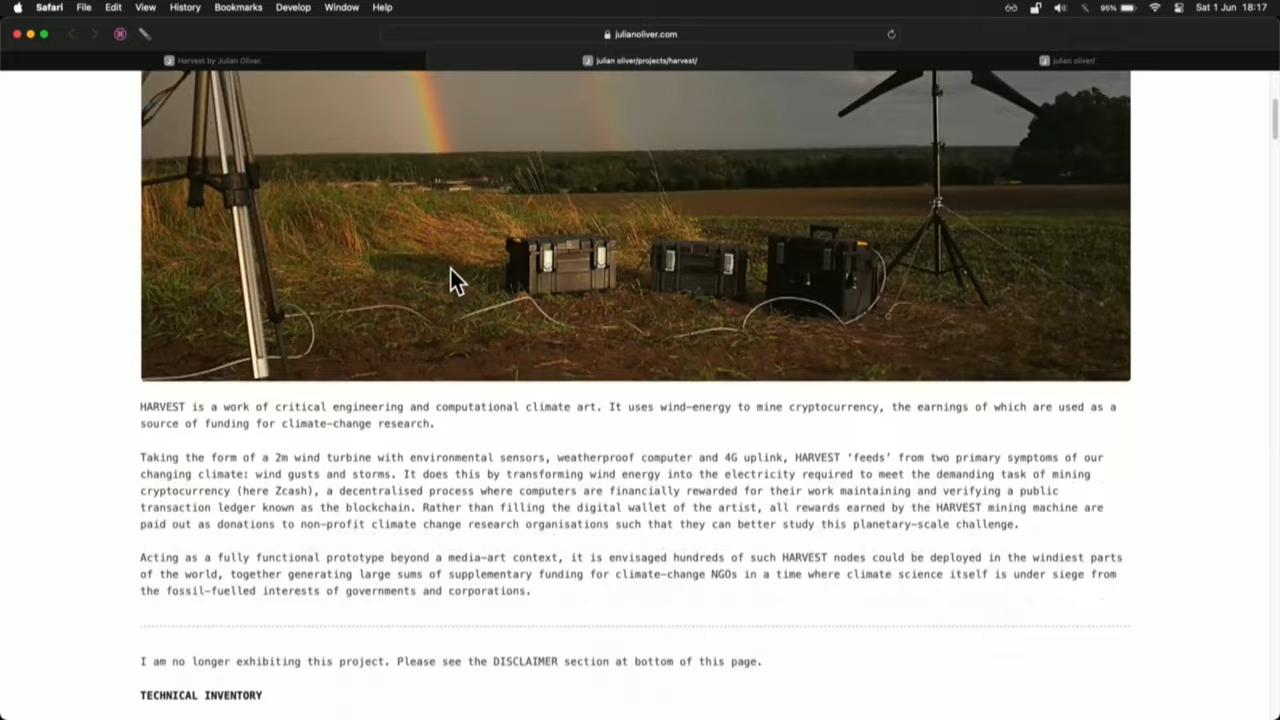 Safari File Edit View History Bookmarks Develop Window Help 95% Sat 1 Jun 18:17
julianoliver.com
Harvest by Julian Oliver. julian oliver/projects/harvest/ julian oliver/
HARVEST is a work of critical engineering and computational climate art. It uses wind-energy to mine cryptocurrency, the earnings of which are used as a
source of funding for climate-change research.
Taking the form of a 2m wind turbine with environmental sensors, weatherproof computer and 4G uplink, HARVEST 'feeds' from two primary symptoms of our
changing climate: wind gusts and storms. It does this by transforming wind energy into the electricity required to meet the demanding task of mining
cryptocurrency (here Zcash), a decentralised process where computers are financially rewarded for their work maintaining and verifying a public
transaction ledger known as the blockchain. Rather than filling the digital wallet of the artist, all rewards earned by the HARVEST mining machine are
paid out as donations to non-profit climate change research organisations such that they can better study this planetary-scale challenge.
Acting as a fully functional prototype beyond a media-art context, it is envisaged hundreds of such HARVEST nodes could be deployed in the windiest parts
of the world, together generating large sums of supplementary funding for climate-change NGOs in a time where climate science itself is under siege from
the fossil-fuelled interests of governments and corporations.
I am no longer exhibiting this project. Please see the DISCLAIMER section at bottom of this page.
TECHNICAL INVENTORY